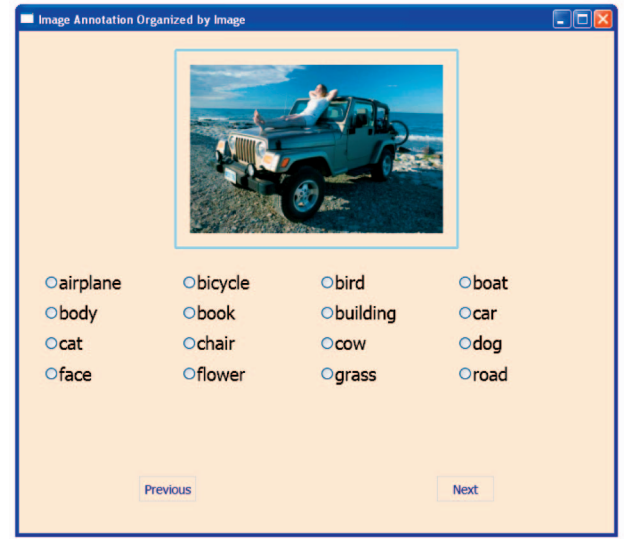 Image Annotation Organized by Image
airplane bicycle bird boat
body book building car
cat chair cow dog
face flower grass road
Previous Next